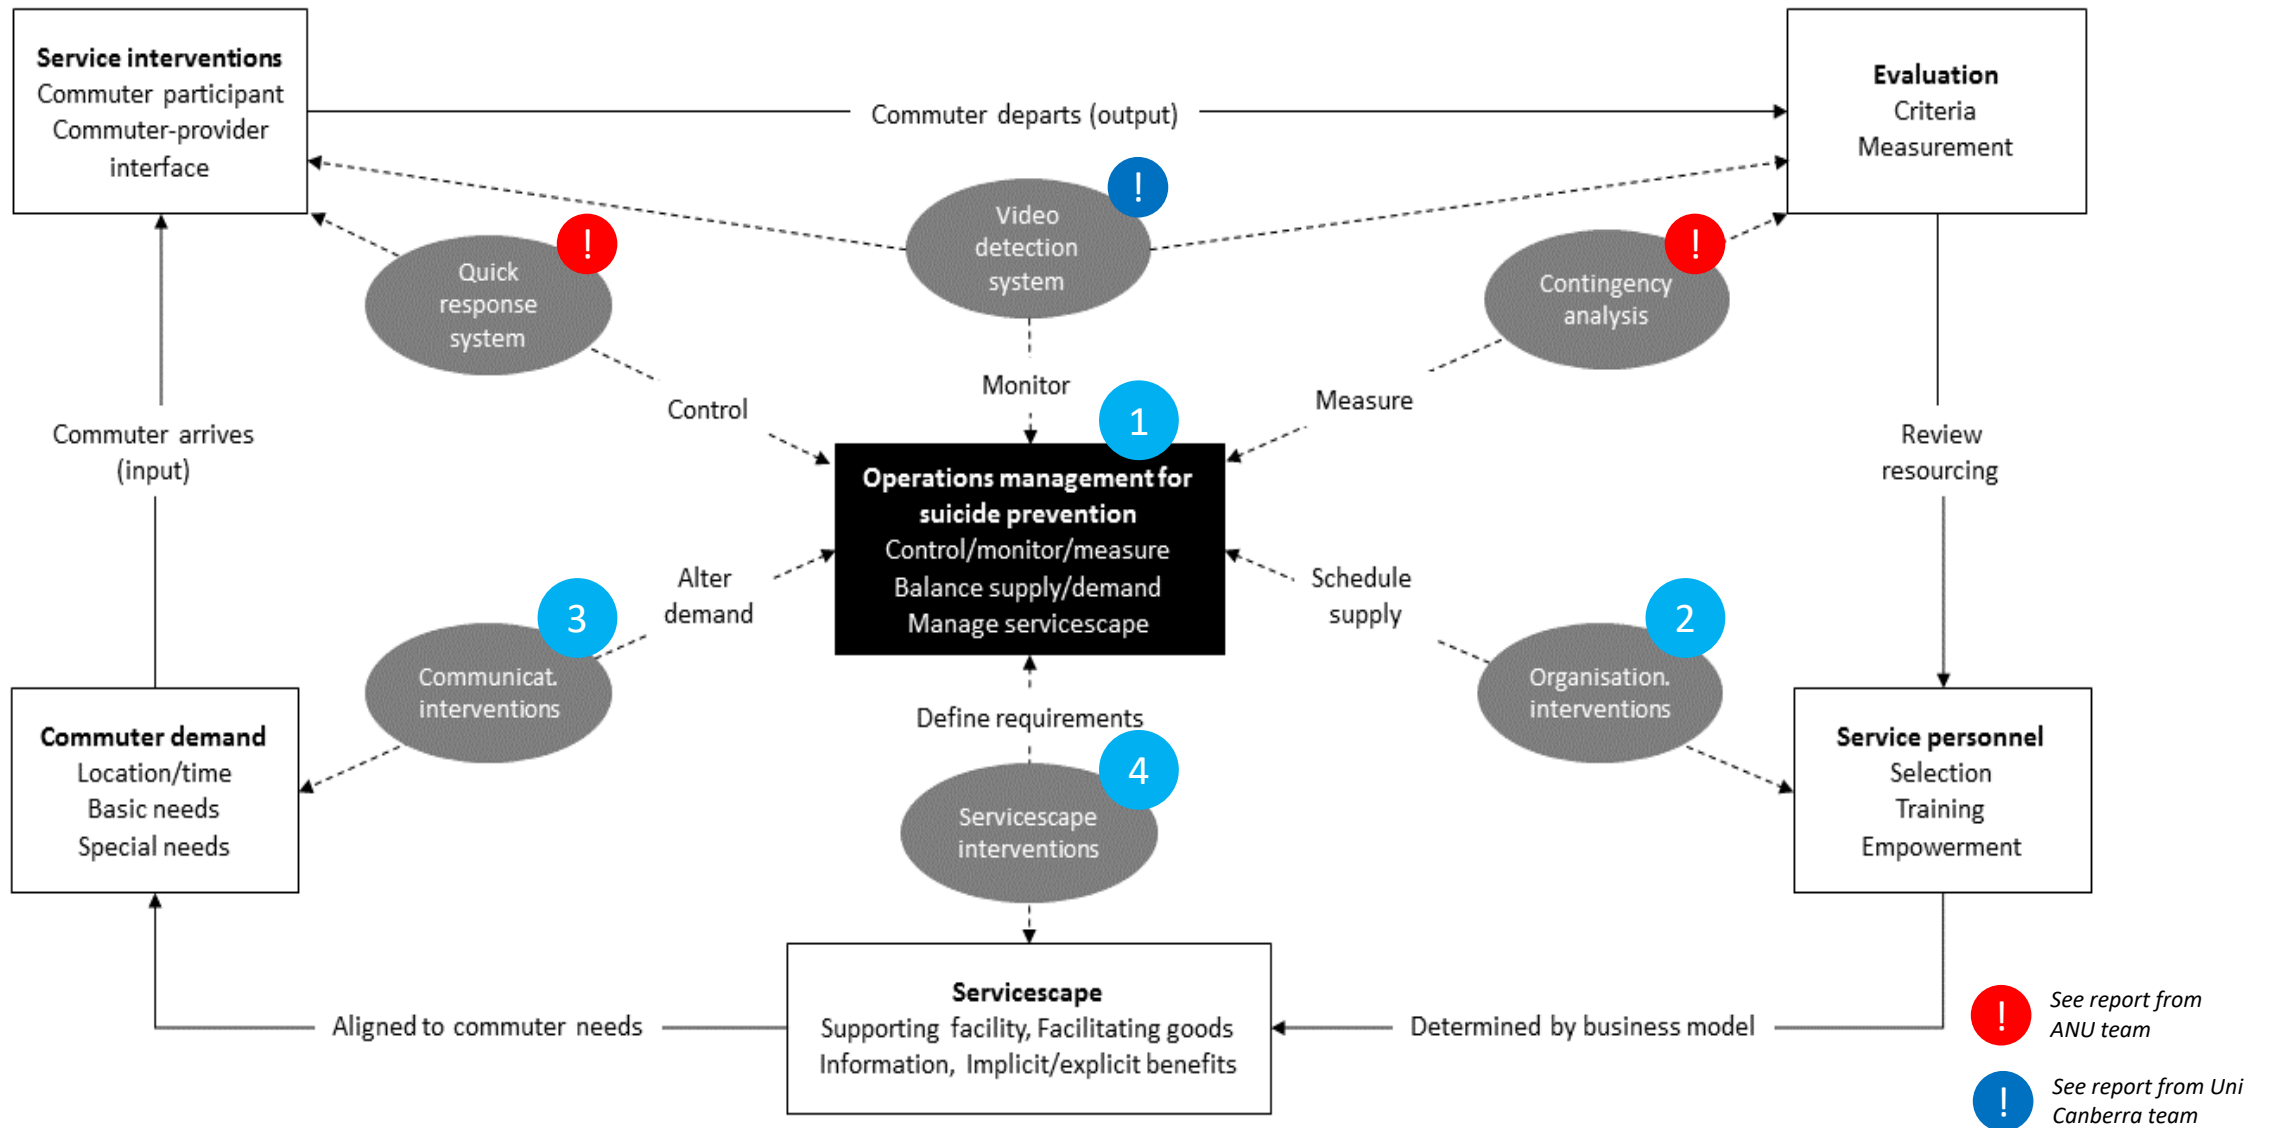 Service interventions
Commuter participant
Commuter-provider
interface
Commuter departs (output)
Evaluation
Criteria
Measurement
!
Video
detection
system
!
Quick
response
system
!
Contingency
analysis
Monitor
Control
Measure
1
Commuter arrives
(input)
Review
resourcing
Operations management for
suicide prevention
Control/monitor/measure
Balance supply/demand
Manage servicescape
Alter
demand
Schedule
supply
3
Communicat.
interventions
2
Organisation.
interventions
Define requirements
4
Servicescape
interventions
Commuter demand
Location/time
Basic needs
Special needs
Service personnel
Selection
Training
Empowerment
Servicescape
Supporting facility, Facilitating goods
Information, Implicit/explicit benefits
Aligned to commuter needs
Determined by business model
!
See report from
ANU team
!
See report from Uni
Canberra team